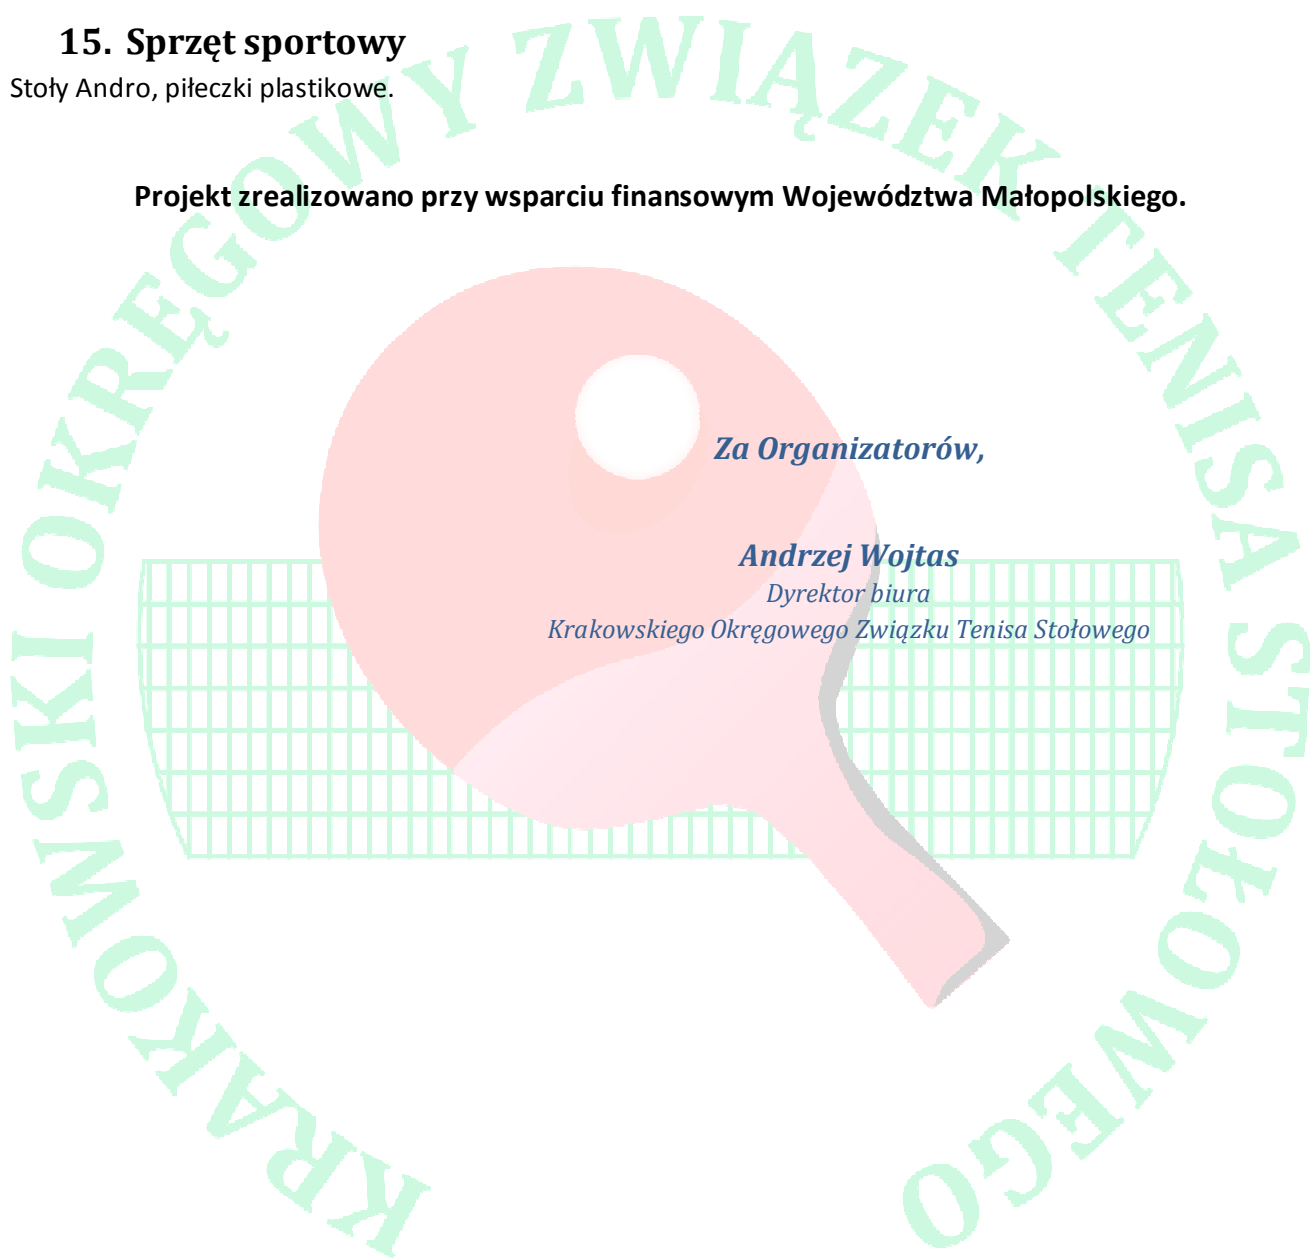 15. Sprzęt sportowy
Stoły Andro, piłeczki plastikowe.
Projekt zrealizowano przy wsparciu finansowym Województwa Małopolskiego.
Za Organizatorów,
Andrzej Wojtas
Dyrektor biura
Krakowskiego Okręgowego Związku Tenisa Stołowego
KRAKOWSKI OKRĘGOWY ZWIĄZEK TENISA STOŁOWEGO